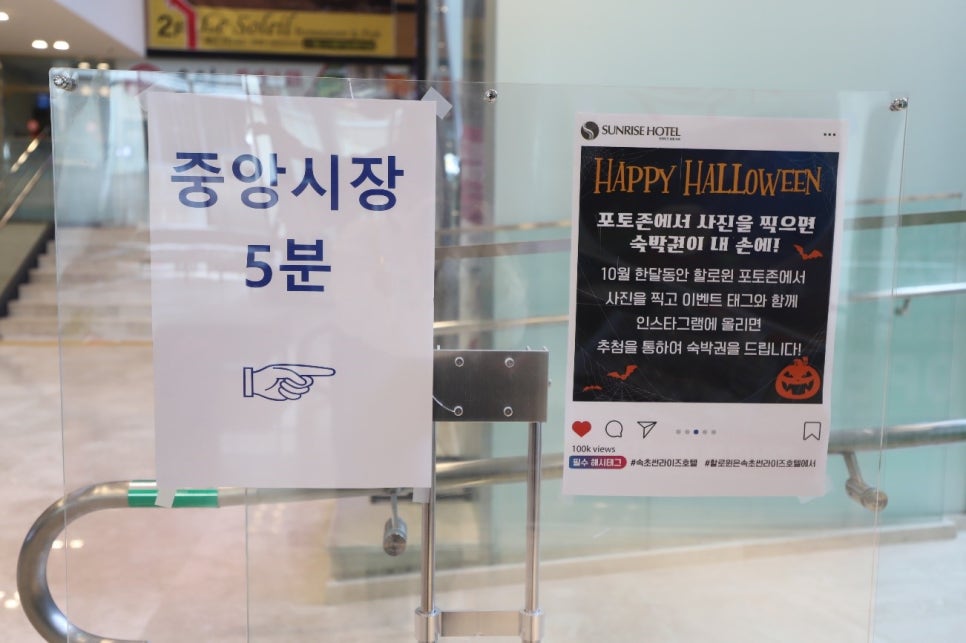 2F Le Soleil
중앙시장
5분
SUNRISE HOTEL
HAPPY HALLOWEEN
포토존에서 사진을 찍으면
숙박권이 내 손에!
10월 한달동안 할로윈 포토존에서
사진을 찍고 이벤트 태그와 함께
인스타그램에 올리면
추첨을 통하여 숙박권을 드립니다!
100k views
필수 해시태그 #속초썬라이즈호텔 #할로윈은속초썬라이즈호텔에서